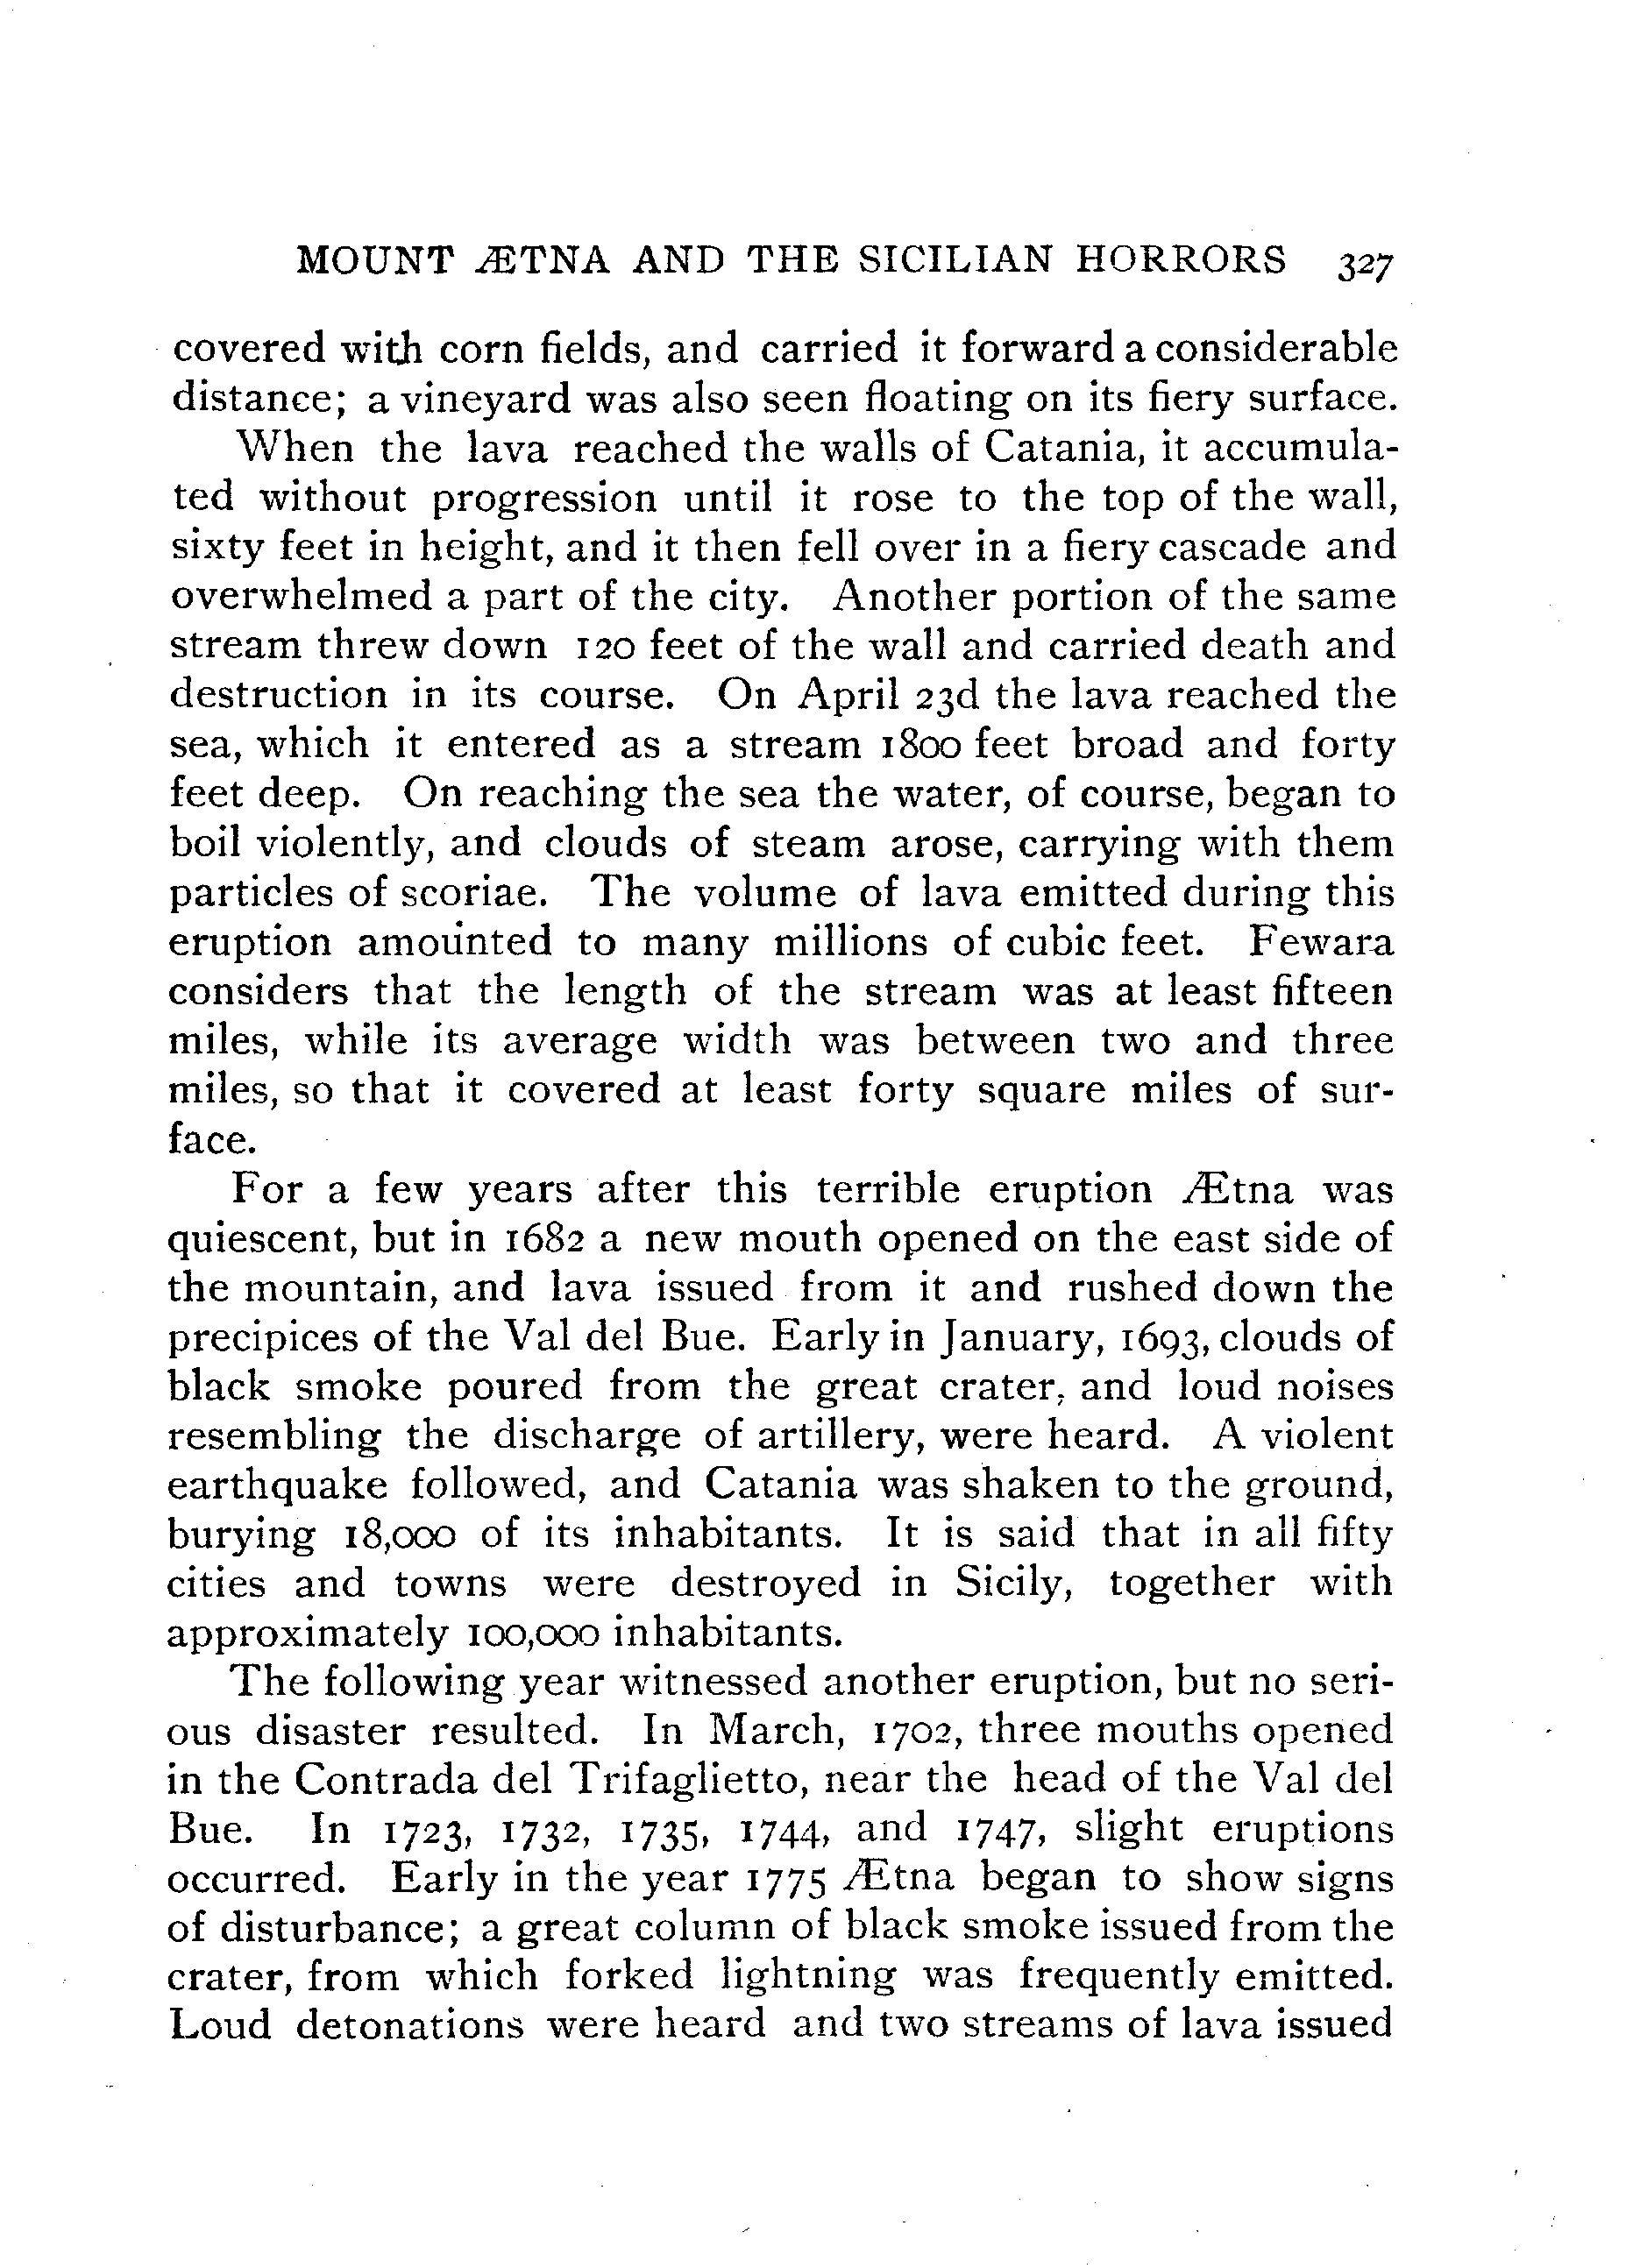 MOUNT ÆTNA AND THE SICILIAN HORRORS 327
covered with corn fields, and carried it forward a considerable
distance; a vineyard was also seen floating on its fiery surface.
When the lava reached the walls of Catania, it accumula-
ted without progression until it rose to the top of the wall,
sixty feet in height, and it then fell over in a fiery cascade and
overwhelmed a part of the city. Another portion of the same
stream threw down 120 feet of the wall and carried death and
destruction in its course. On April 23d the lava reached the
sea, which it entered as a stream 1800 feet broad and forty
feet deep. On reaching the sea the water, of course, began to
boil violently, and clouds of steam arose, carrying with them
particles of scoriae. The volume of lava emitted during this
eruption amounted to many millions of cubic feet. Fewara
considers that the length of the stream was at least fifteen
miles, while its average width was between two and three
miles, so that it covered at least forty square miles of sur-
face.
For a few years after this terrible eruption Ætna was
quiescent, but in 1682 a new mouth opened on the east side of
the mountain, and lava issued from it and rushed down the
precipices of the Val del Bue. Early in January, 1693, clouds of
black smoke poured from the great crater, and loud noises
resembling the discharge of artillery, were heard. A violent
earthquake followed, and Catania was shaken to the ground,
burying 18,000 of its inhabitants. It is said that in all fifty
cities and towns were destroyed in Sicily, together with
approximately 100,000 inhabitants.
The following year witnessed another eruption, but no seri-
ous disaster resulted. In March, 1702, three mouths opened
in the Contrada del Trifaglietto, near the head of the Val del
Bue. In 1723, 1732, 1735, 1744, and 1747, slight eruptions
occurred. Early in the year 1775 Ætna began to show signs
of disturbance; a great column of black smoke issued from the
crater, from which forked lightning was frequently emitted.
Loud detonations were heard and two streams of lava issued